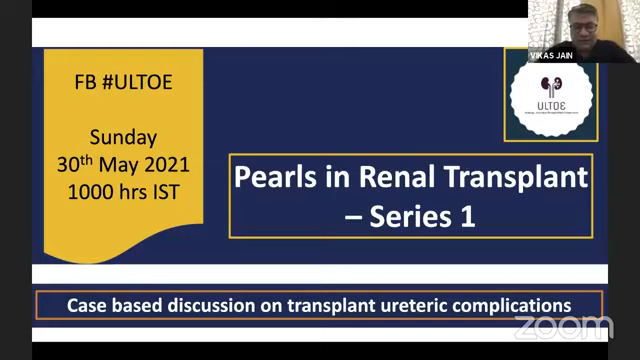 VIKAS JAIN
FB #ULTOE
Sunday
30th May 2021
1000 hrs IST
ULTOE
Pearls in Renal Transplant
– Series 1
Case based discussion on transplant ureteric complications
zoom